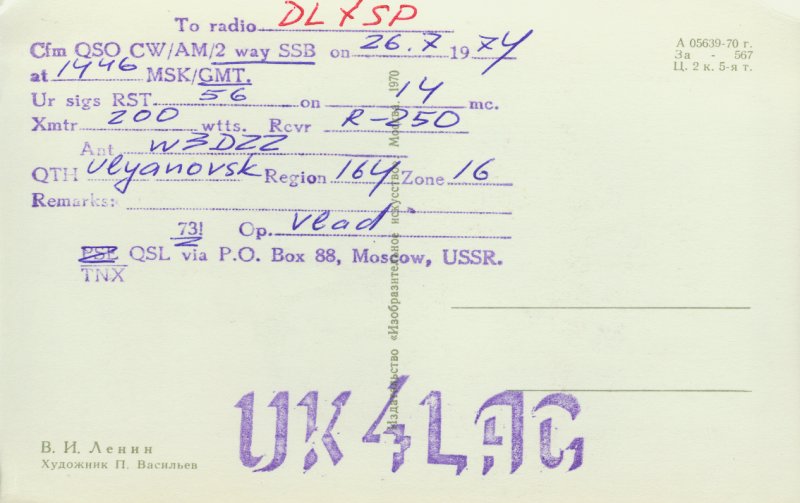 To radio DL7SP
Cfm QSO CW/AM/2 way SSB on 26.7 1974
at 1446 MSK/GMT.
Ur sigs RST 56 on 14 mc.
Xmtr 200 wtts. Rcvr R-250
Ant W3DZZ
QTH Ulyanovsk Region 164 Zone 16
Remarks:
73! Op. Vlad
PSE QSL via P.O. Box 88, Moscow, USSR.
TNX
UK4LAC
А 05639-70 г.
За - 567
Ц. 2 к. 5-я т.
Издательство «Изобразительное искусство» Москва. 1970
В. И. Ленин
Художник П. Васильев